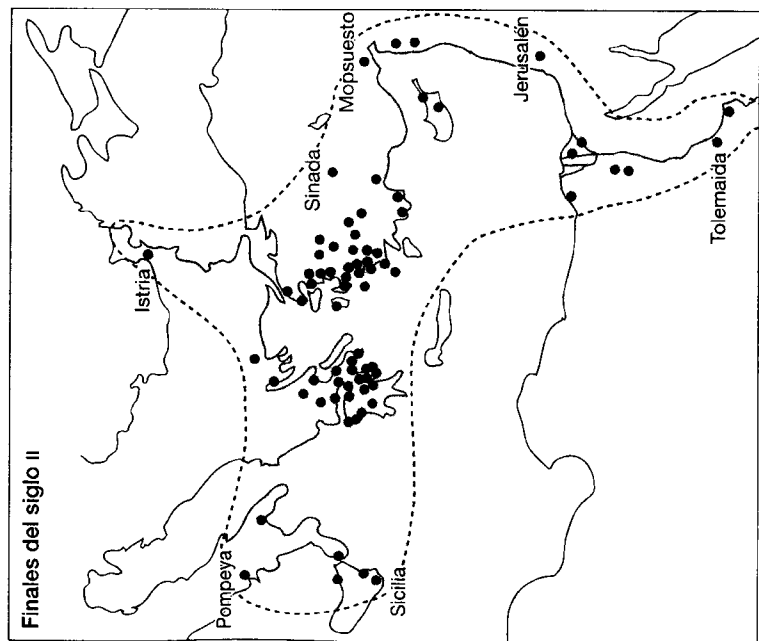 Finales del siglo II
Pompeya
Sicilia
Istria
Sinada
Mopsuesto
Jerusalén
Tolemaida